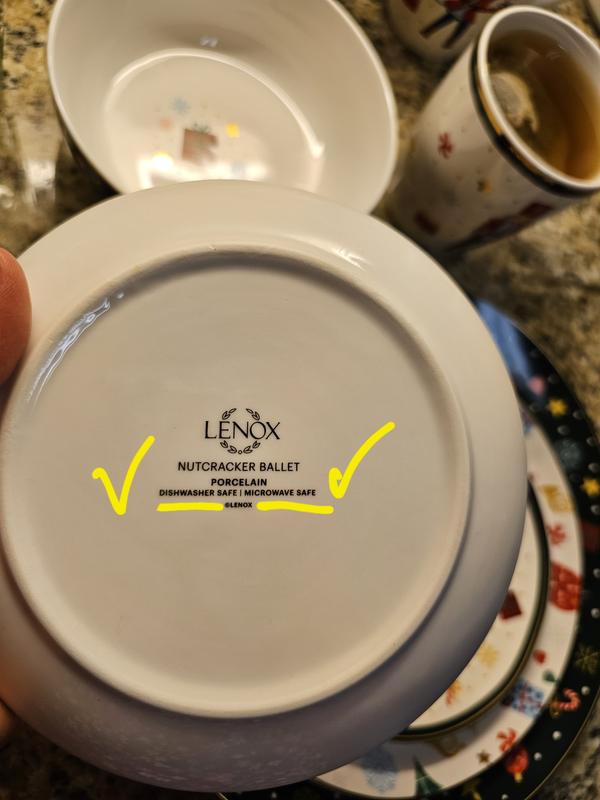 LENOX
NUTCRACKER BALLET
PORCELAIN
DISHWASHER SAFE | MICROWAVE SAFE
©LENOX